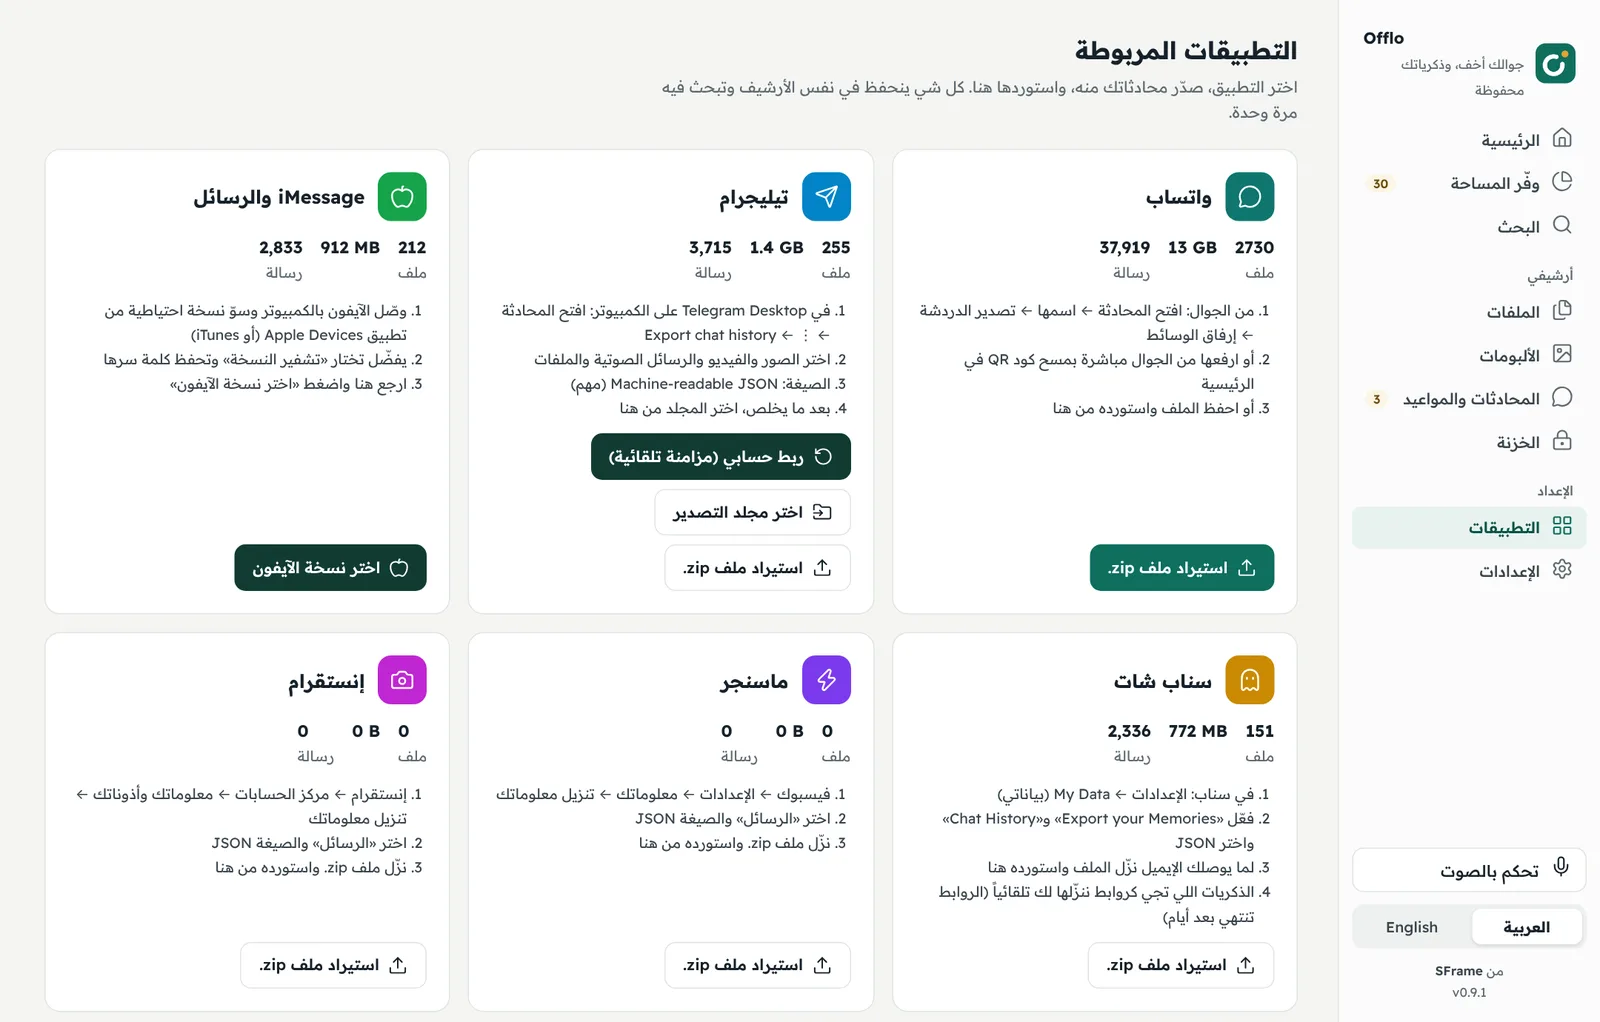 Offlo
جوالك أخف، وذكرياتك
محفوظة
الرئيسية
وفّر المساحة
30
البحث
أرشيفي
الملفات
الألبومات
المحادثات والمواعيد
3
الخزنة
الإعداد
التطبيقات
الإعدادات
تحكم بالصوت
العربية
English
من SFrame
v0.9.1
التطبيقات المربوطة
اختر التطبيق، صدّر محادثاتك منه، واستوردها هنا. كل شي ينحفظ في نفس الأرشيف وتبحث فيه
مرة وحدة.
واتساب
2730 13 GB 37,919
ملف رسالة
1. من الجوال: افتح المحادثة ← اسمها ← تصدير الدردشة
← إرفاق الوسائط
2. أو ارفعها من الجوال مباشرة بمسح كود QR في
الرئيسية
3. أو احفظ الملف واستورده من هنا
استيراد ملف zip.
تيليجرام
255 1.4 GB 3,715
ملف رسالة
1. في Telegram Desktop على الكمبيوتر: افتح المحادثة
← ⋮ ← Export chat history
2. اختر الصور والفيديو والرسائل الصوتية والملفات
3. الصيغة: Machine-readable JSON (مهم)
4. بعد ما يخلص، اختر المجلد من هنا
ربط حسابي (مزامنة تلقائية)
اختر مجلد التصدير
استيراد ملف zip.
iMessage والرسائل
212 912 MB 2,833
ملف رسالة
1. وصّل الآيفون بالكمبيوتر وسوّ نسخة احتياطية من
تطبيق Apple Devices (أو iTunes)
2. يفضّل تختار «تشفير النسخة» وتحفظ كلمة سرها
3. ارجع هنا واضغط «اختر نسخة الآيفون»
اختر نسخة الآيفون
سناب شات
151 772 MB 2,336
ملف رسالة
1. في سناب: الإعدادات ← My Data (بياناتي)
2. فعّل «Export your Memories» و«Chat History»
واختر JSON
3. لما يوصلك الإيميل نزّل الملف واستورده هنا
4. الذكريات اللي تجي كروابط ننزّلها لك تلقائياً (الروابط
تنتهي بعد أيام)
استيراد ملف zip.
ماسنجر
0 0 B 0
ملف رسالة
1. فيسبوك ← الإعدادات ← معلوماتك ← تنزيل معلوماتك
2. اختر «الرسائل» والصيغة JSON
3. نزّل ملف zip. واستورده من هنا
استيراد ملف zip.
إنستقرام
0 0 B 0
ملف رسالة
1. إنستقرام ← مركز الحسابات ← معلوماتك وأذوناتك ←
تنزيل معلوماتك
2. اختر «الرسائل» والصيغة JSON
3. نزّل ملف zip. واستورده من هنا
استيراد ملف zip.